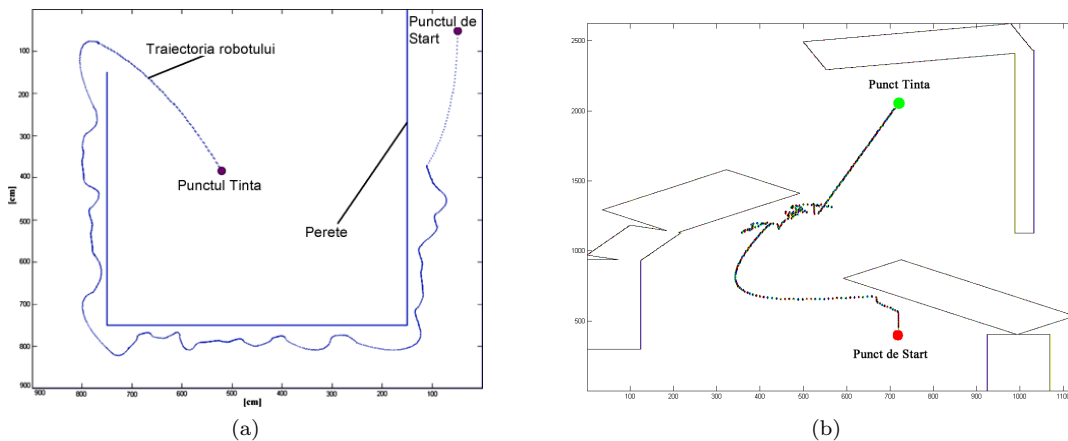 Punctul de
Start
Traiectoria robotului
Punctul Tinta
Perete
100
200
300
400
500
600
700
800
900
[cm]
900 800 700 600 500 400 300 200 100 0
[cm]
(a)
2500
2000
1500
1000
500
Punct Tinta
Punct de Start
100 200 300 400 500 600 700 800 900 1000 1100
(b)